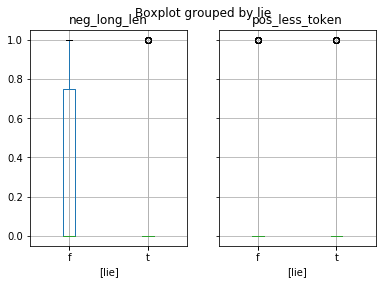 Boxplot grouped by lie
neg_long_len
pos_less_token
1.0
0.8
0.6
0.4
0.2
0.0
f
t
f
t
[lie]
[lie]